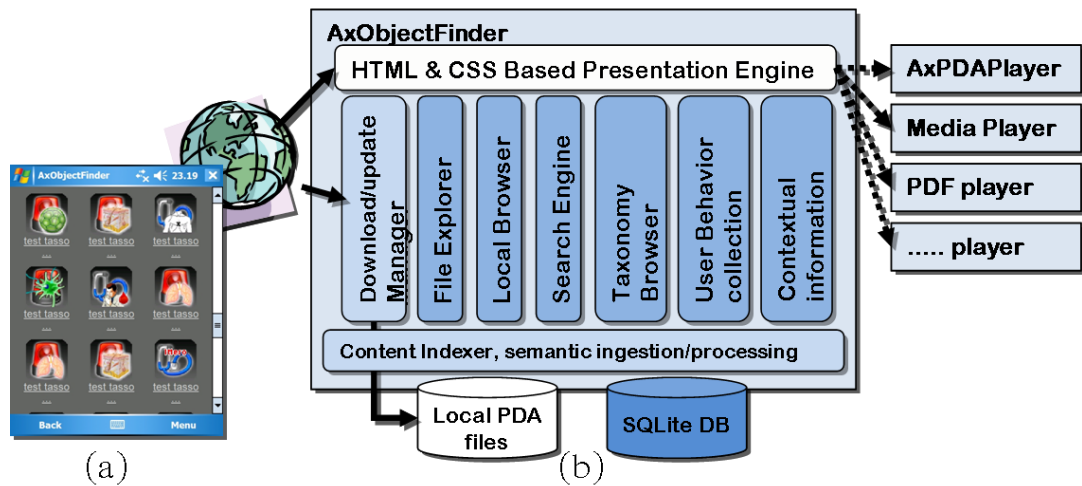 AxObjectFinder
HTML & CSS Based Presentation Engine
Download/update
Manager
File Explorer
Local Browser
Search Engine
Taxonomy
Browser
User Behavior
collection
Contextual
information
Content Indexer, semantic ingestion/processing
Local PDA
files
SQLite DB
AxPDAPlayer
Media Player
PDF player
..... player
AxObjectFinder 23.19
test tasso test tasso test tasso
... ... ...
test tasso test tasso test tasso
... ... ...
test tasso test tasso test tasso
... ... ...
Back Menu
(a)
(b)